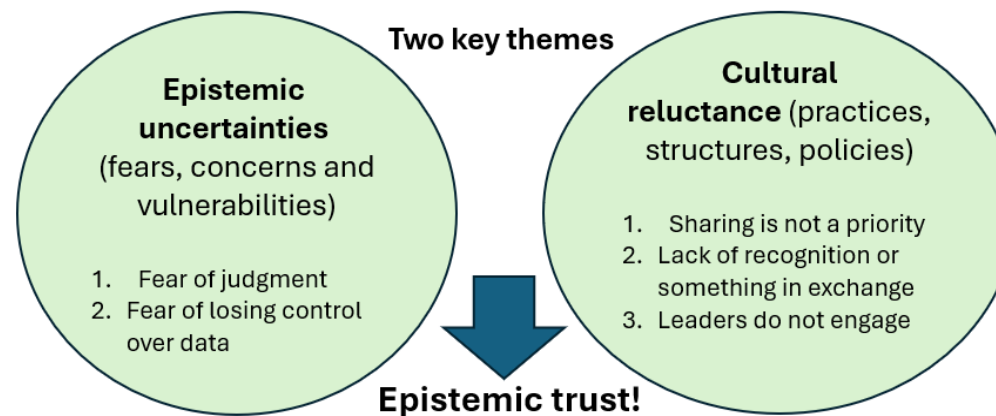 Two key themes
Epistemic
uncertainties
(fears, concerns and
vulnerabilities)
1. Fear of judgment
2. Fear of losing control
over data
Cultural
reluctance (practices,
structures, policies)
1. Sharing is not a priority
2. Lack of recognition or
something in exchange
3. Leaders do not engage
Epistemic trust!